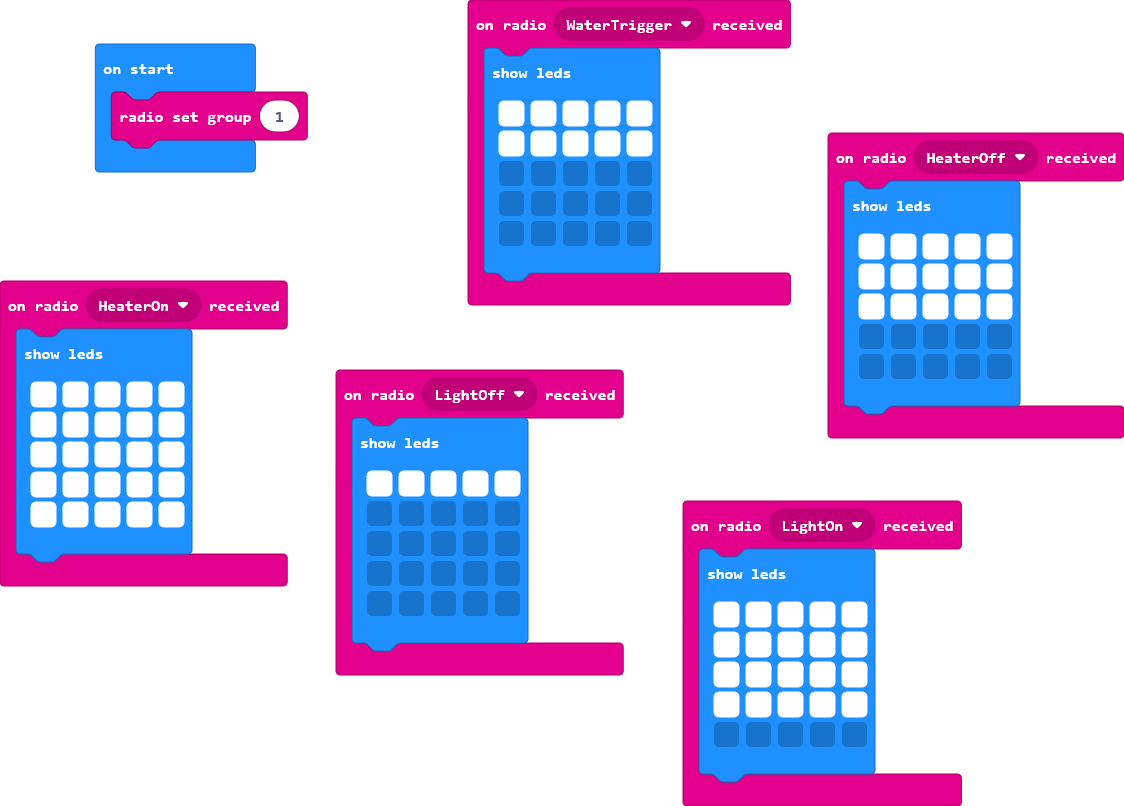 on start
radio set group 1
on radio WaterTrigger received
show leds
on radio HeaterOff received
show leds
on radio HeaterOn received
show leds
on radio LightOff received
show leds
on radio LightOn received
show leds